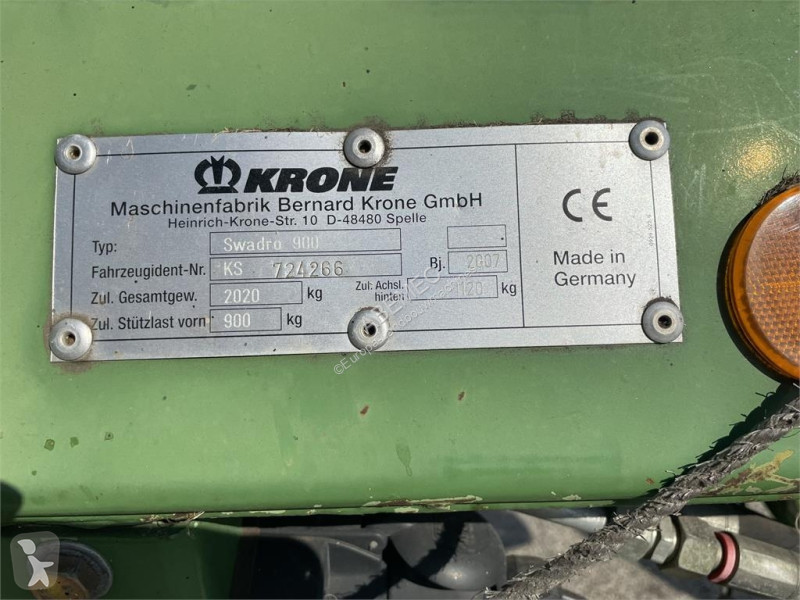 KRONE
Maschinenfabrik Bernard Krone GmbH
Heinrich-Krone-Str. 10 D-48480 Spelle
Typ: Swadro 900
Fahrzeugident-Nr. KS 724266 Bj. 2007
Zul. Gesamtgew. 2020 kg Zul. Achsl. hinten 1120 kg
Zul. Stützlast vorn 900 kg
CE
Made in
Germany